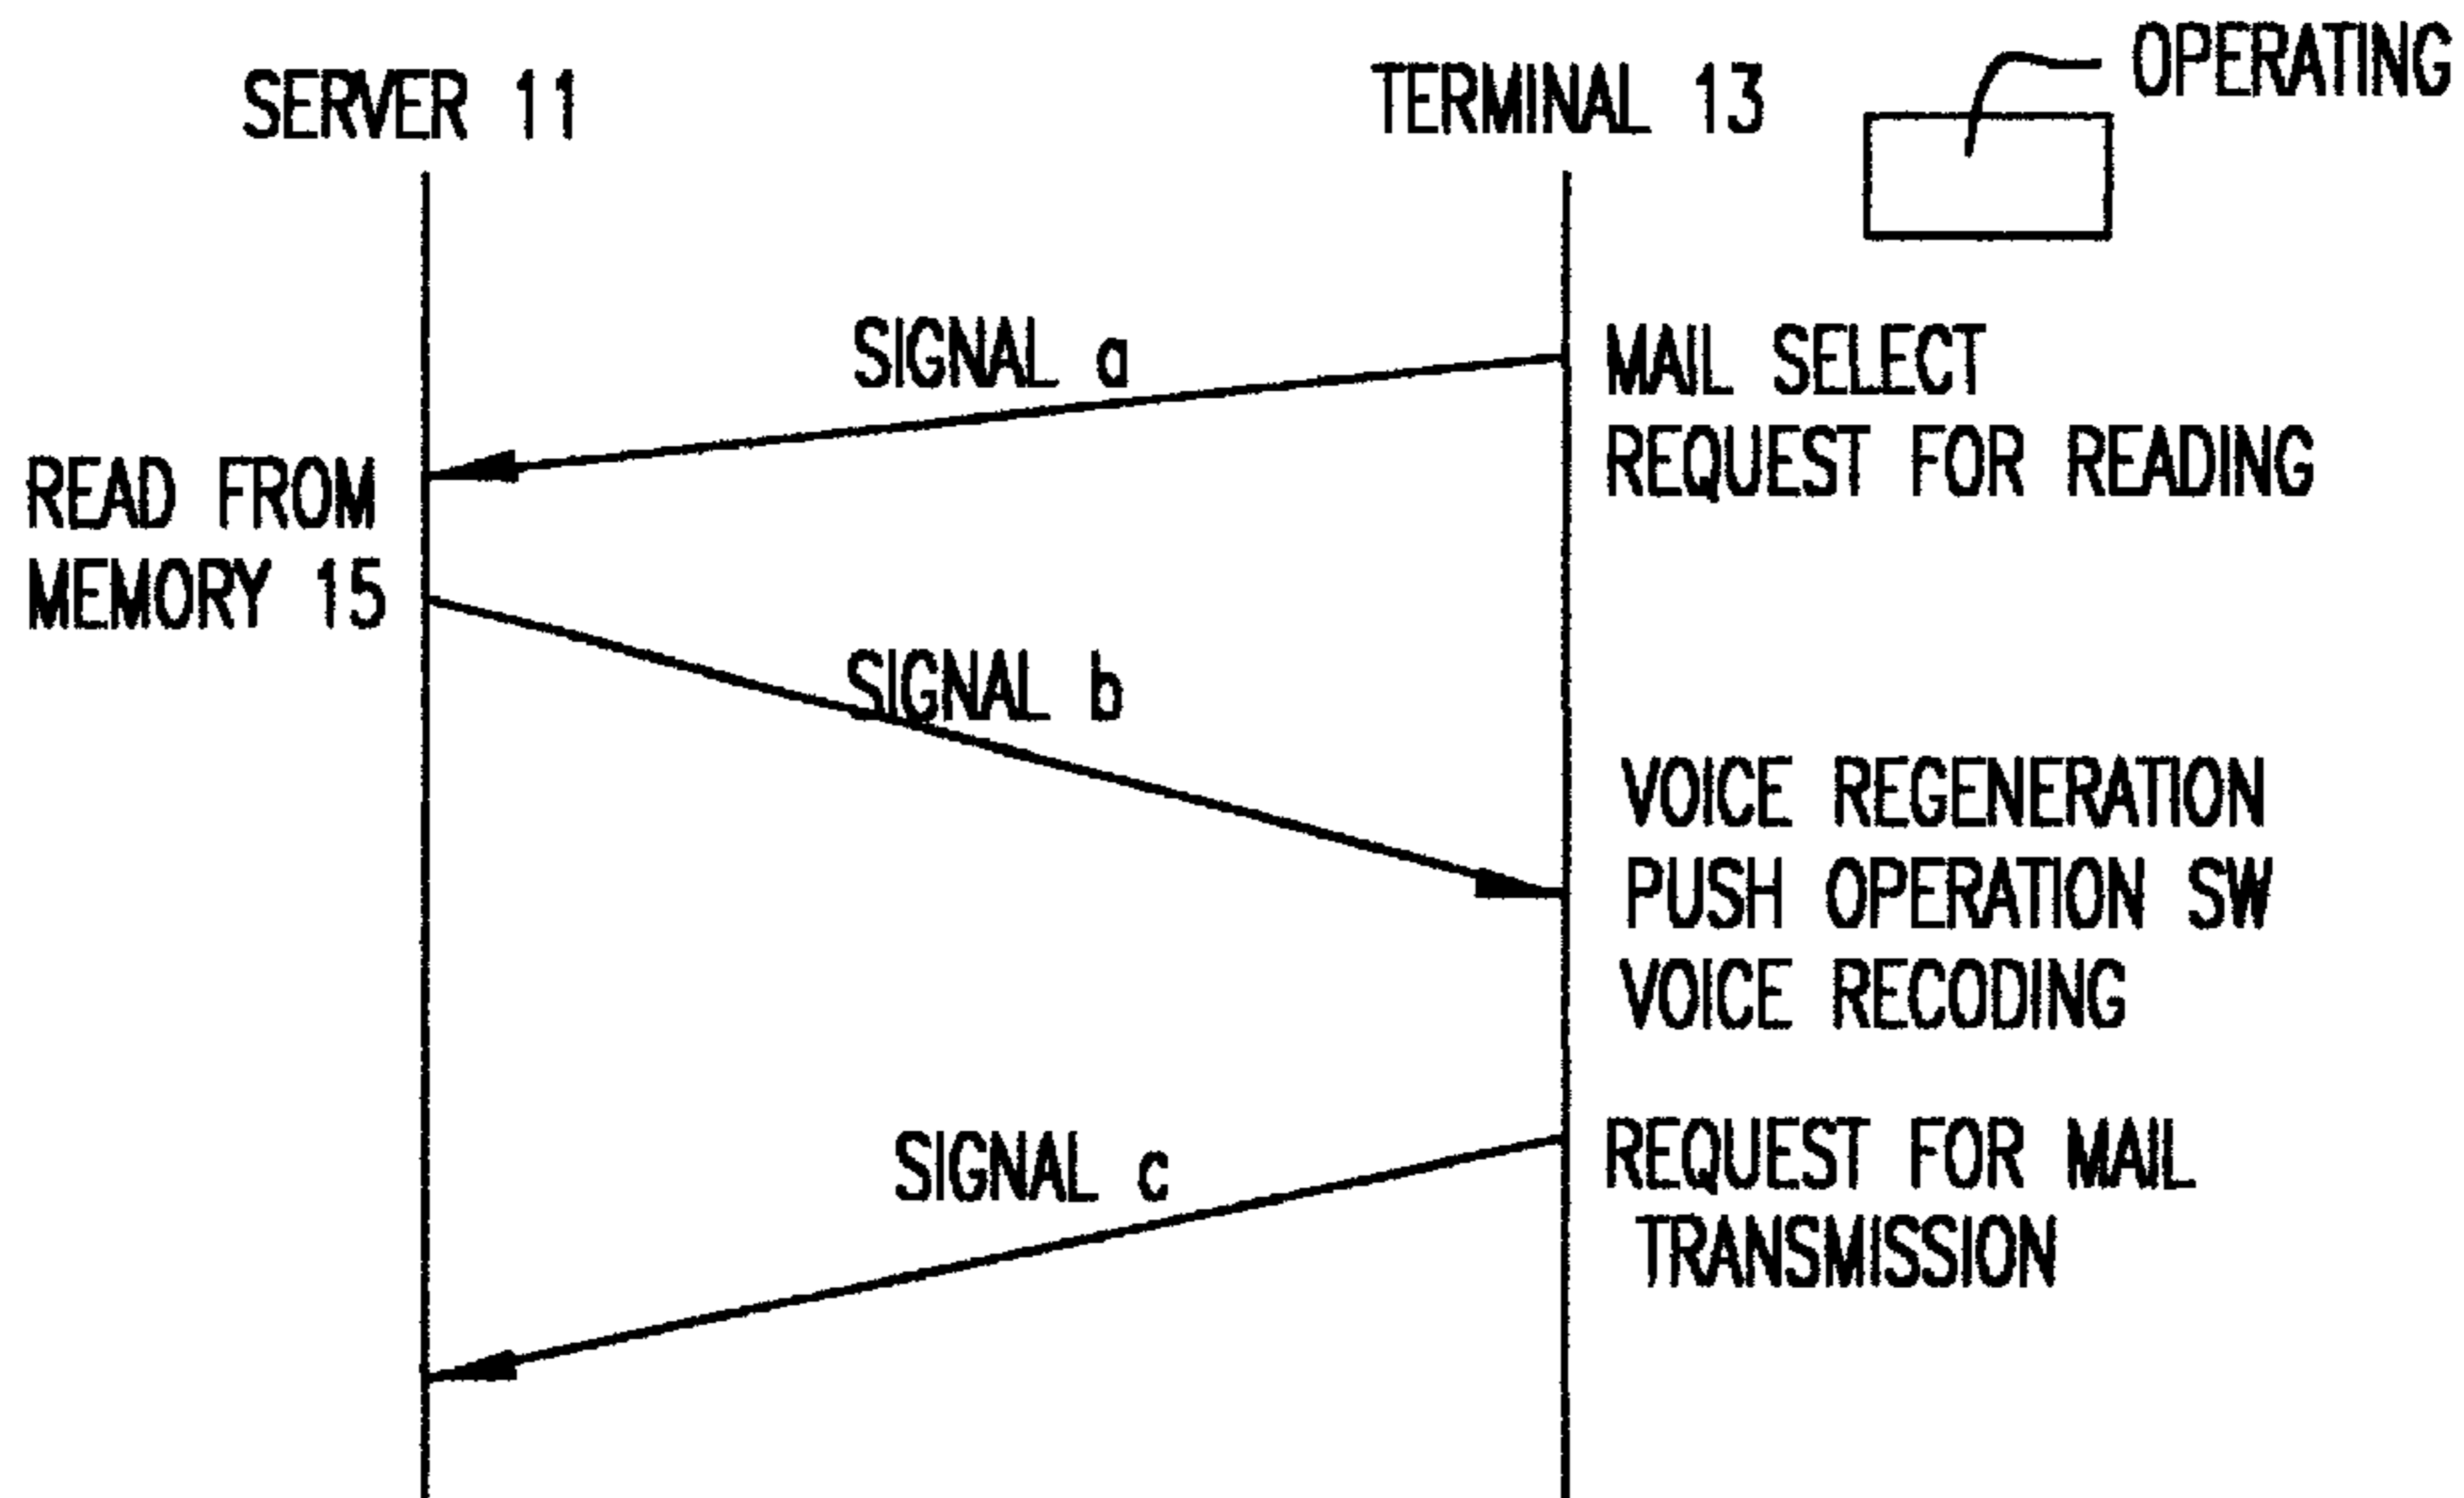 OPERATING
SERVER 11
TERMINAL 13
SIGNAL a
MAIL SELECT
REQUEST FOR READING
READ FROM
MEMORY 15
SIGNAL b
VOICE REGENERATION
PUSH OPERATION SW
VOICE RECODING
SIGNAL c
REQUEST FOR MAIL
TRANSMISSION